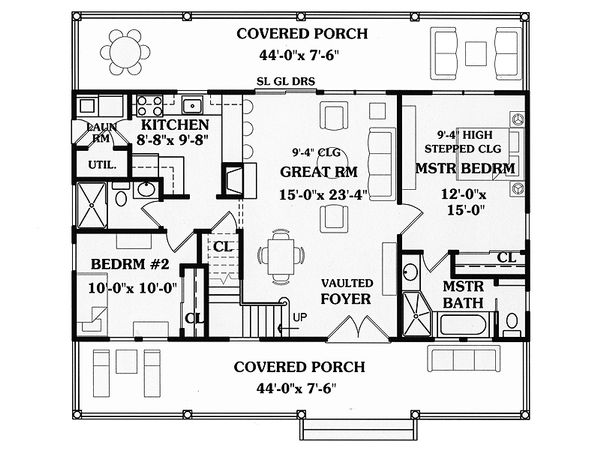 COVERED PORCH
44'-0"x 7'-6"
SL GL DRS
LAUN
RM
UTIL.
KITCHEN
8'-8"x 9'-8"
9'-4" CLG
GREAT RM
15'-0"x 23'-4"
9'-4" HIGH
STEPPED CLG
MSTR BEDRM
12'-0"x
15'-0"
CL
BEDRM #2
10'-0"x 10'-0"
CL
CL
UP
VAULTED
FOYER
MSTR
BATH
COVERED PORCH
44'-0"x 7'-6"